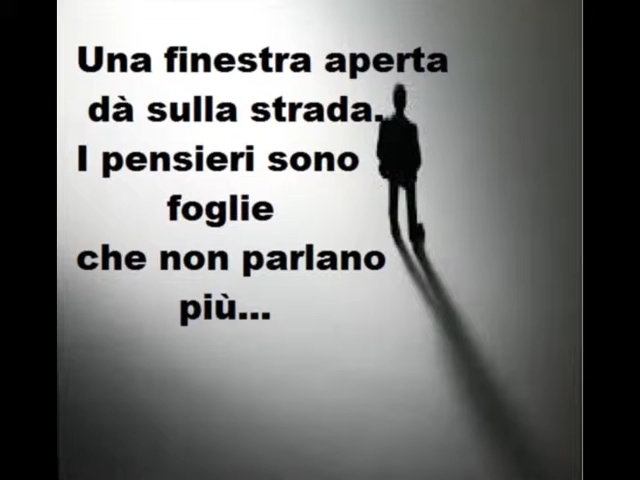 Una finestra aperta
dà sulla strada.
I pensieri sono
foglie
che non parlano
più...